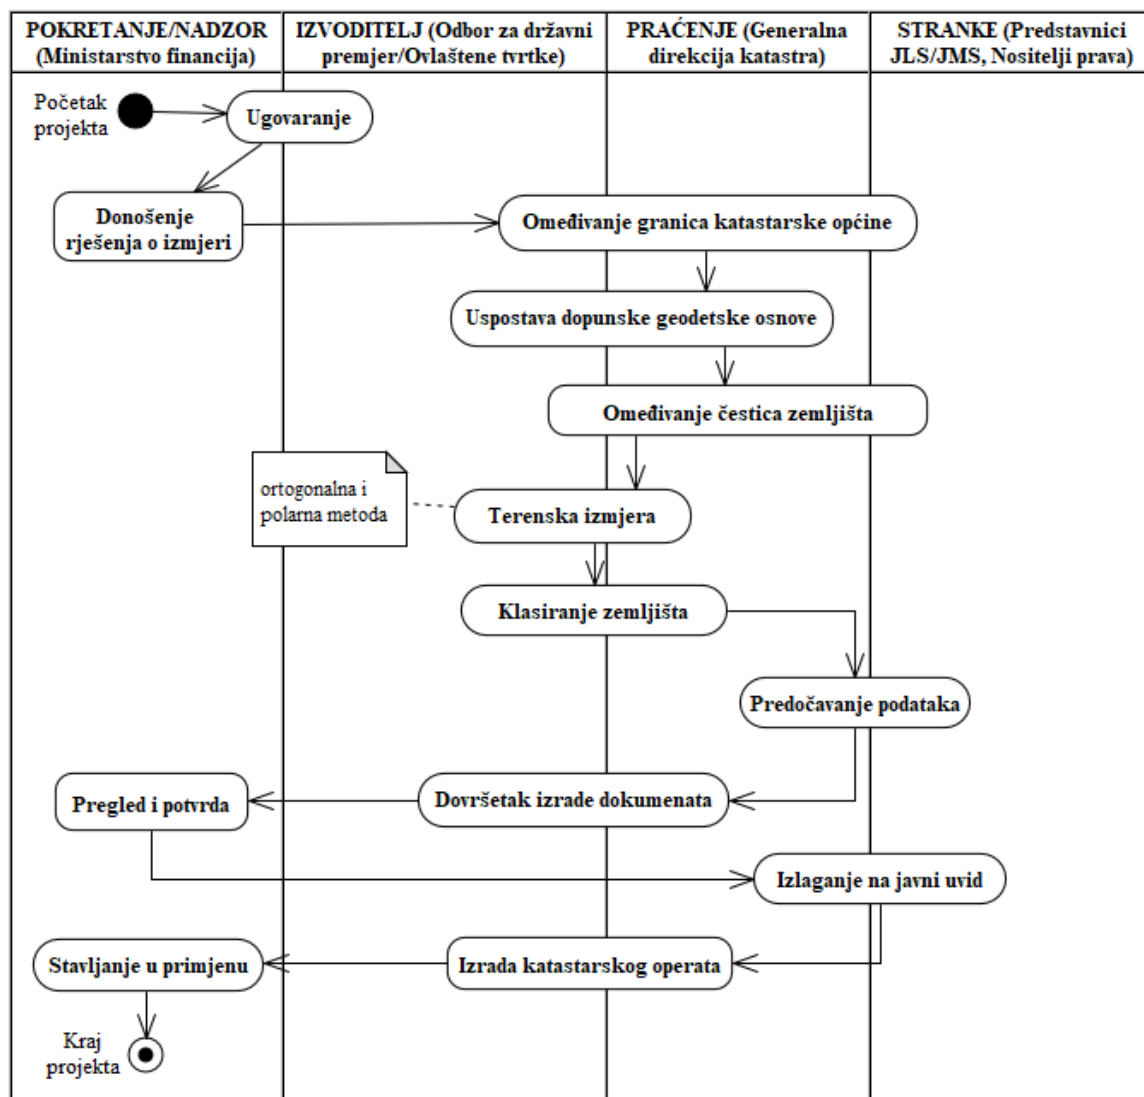 POKRETANJE/NADZOR
(Ministarstvo financija)
IZVODITELJ (Odbor za državni
premjer/Ovlaštene tvrtke)
PRAĆENJE (Generalna
direkcija katastra)
STRANKE (Predstavnici
JLS/JMS, Nositelji prava)
Početak
projekta
Ugovaranje
Donošenje
rješenja o izmjeri
Omeđivanje granica katastarske općine
Uspostava dopunske geodetske osnove
Omeđivanje čestica zemljišta
ortogonalna i
polarna metoda
Terenska izmjera
Klasiranje zemljišta
Predočavanje podataka
Pregled i potvrda
Dovršetak izrade dokumenata
Izlaganje na javni uvid
Stavljanje u primjenu
Izrada katastarskog operata
Kraj
projekta